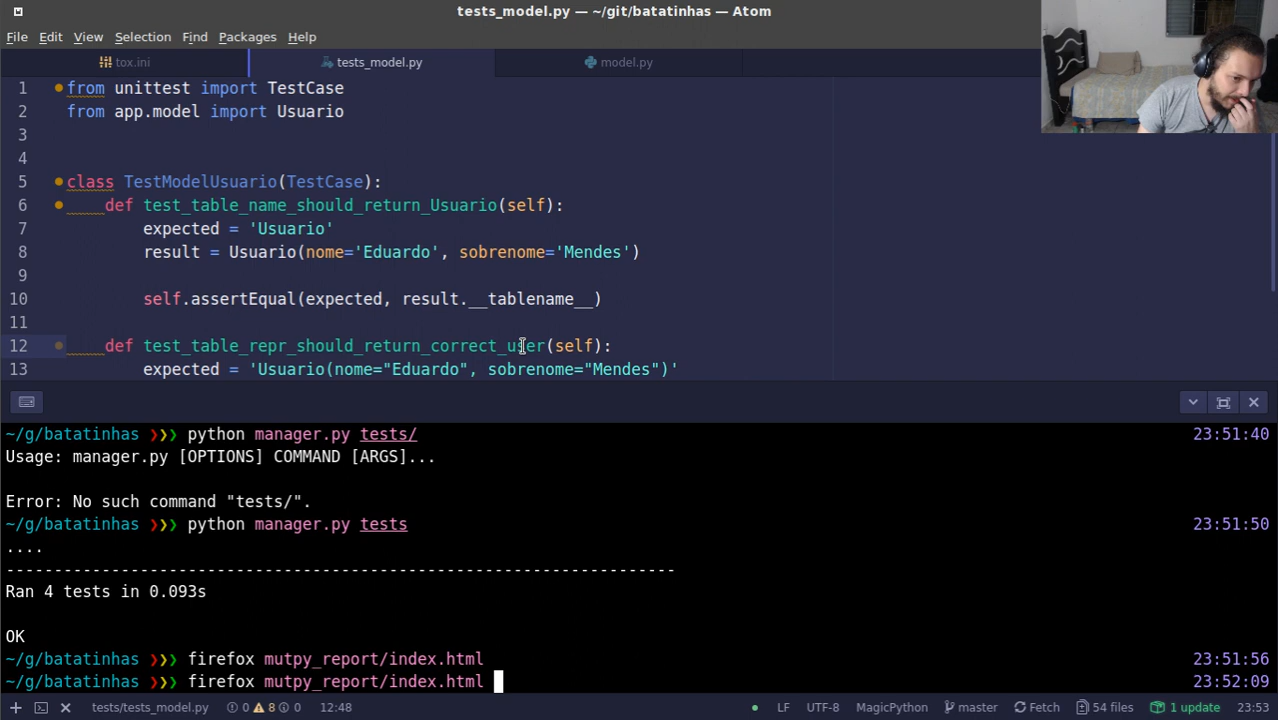 tests_model.py — ~/git/batatinhas — Atom
File Edit View Selection Find Packages Help
tox.ini tests_model.py model.py
1 from unittest import TestCase
2 from app.model import Usuario
3
4
5 class TestModelUsuario(TestCase):
6 def test_table_name_should_return_Usuario(self):
7 expected = 'Usuario'
8 result = Usuario(nome='Eduardo', sobrenome='Mendes')
9
10 self.assertEqual(expected, result.__tablename__)
11
12 def test_table_repr_should_return_correct_user(self):
13 expected = 'Usuario(nome="Eduardo", sobrenome="Mendes")'
~/g/batatinhas ❯❯❯ python manager.py tests/ 23:51:40
Usage: manager.py [OPTIONS] COMMAND [ARGS]...
Error: No such command "tests/".
~/g/batatinhas ❯❯❯ python manager.py tests 23:51:50
....
----------------------------------------------------------------------
Ran 4 tests in 0.093s
OK
~/g/batatinhas ❯❯❯ firefox mutpy_report/index.html 23:51:56
~/g/batatinhas ❯❯❯ firefox mutpy_report/index.html 23:52:09
tests/tests_model.py 0 8 0 12:48 LF UTF-8 MagicPython master Fetch 54 files 1 update 23:53